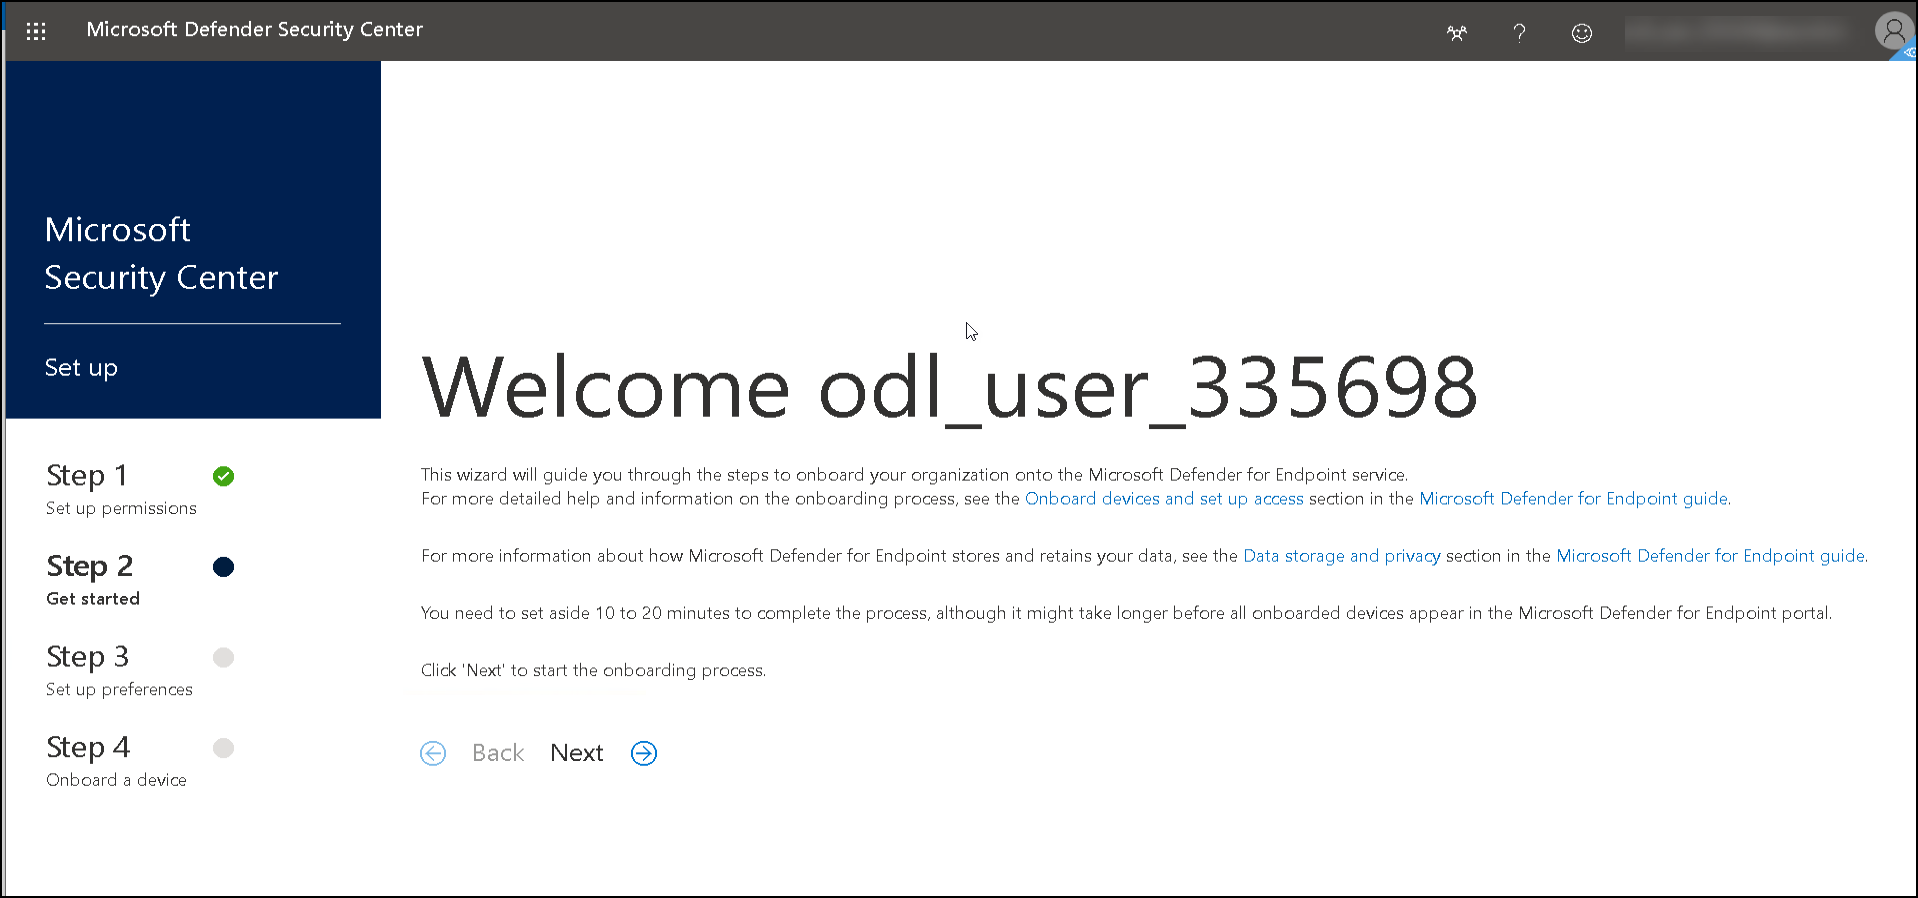 Microsoft Defender Security Center
Microsoft
Security Center
Set up
Step 1
Set up permissions
Step 2
Get started
Step 3
Set up preferences
Step 4
Onboard a device
Welcome odl_user_335698
This wizard will guide you through the steps to onboard your organization onto the Microsoft Defender for Endpoint service.
For more detailed help and information on the onboarding process, see the Onboard devices and set up access section in the Microsoft Defender for Endpoint guide.
For more information about how Microsoft Defender for Endpoint stores and retains your data, see the Data storage and privacy section in the Microsoft Defender for Endpoint guide.
You need to set aside 10 to 20 minutes to complete the process, although it might take longer before all onboarded devices appear in the Microsoft Defender for Endpoint portal.
Click 'Next' to start the onboarding process.
Back Next